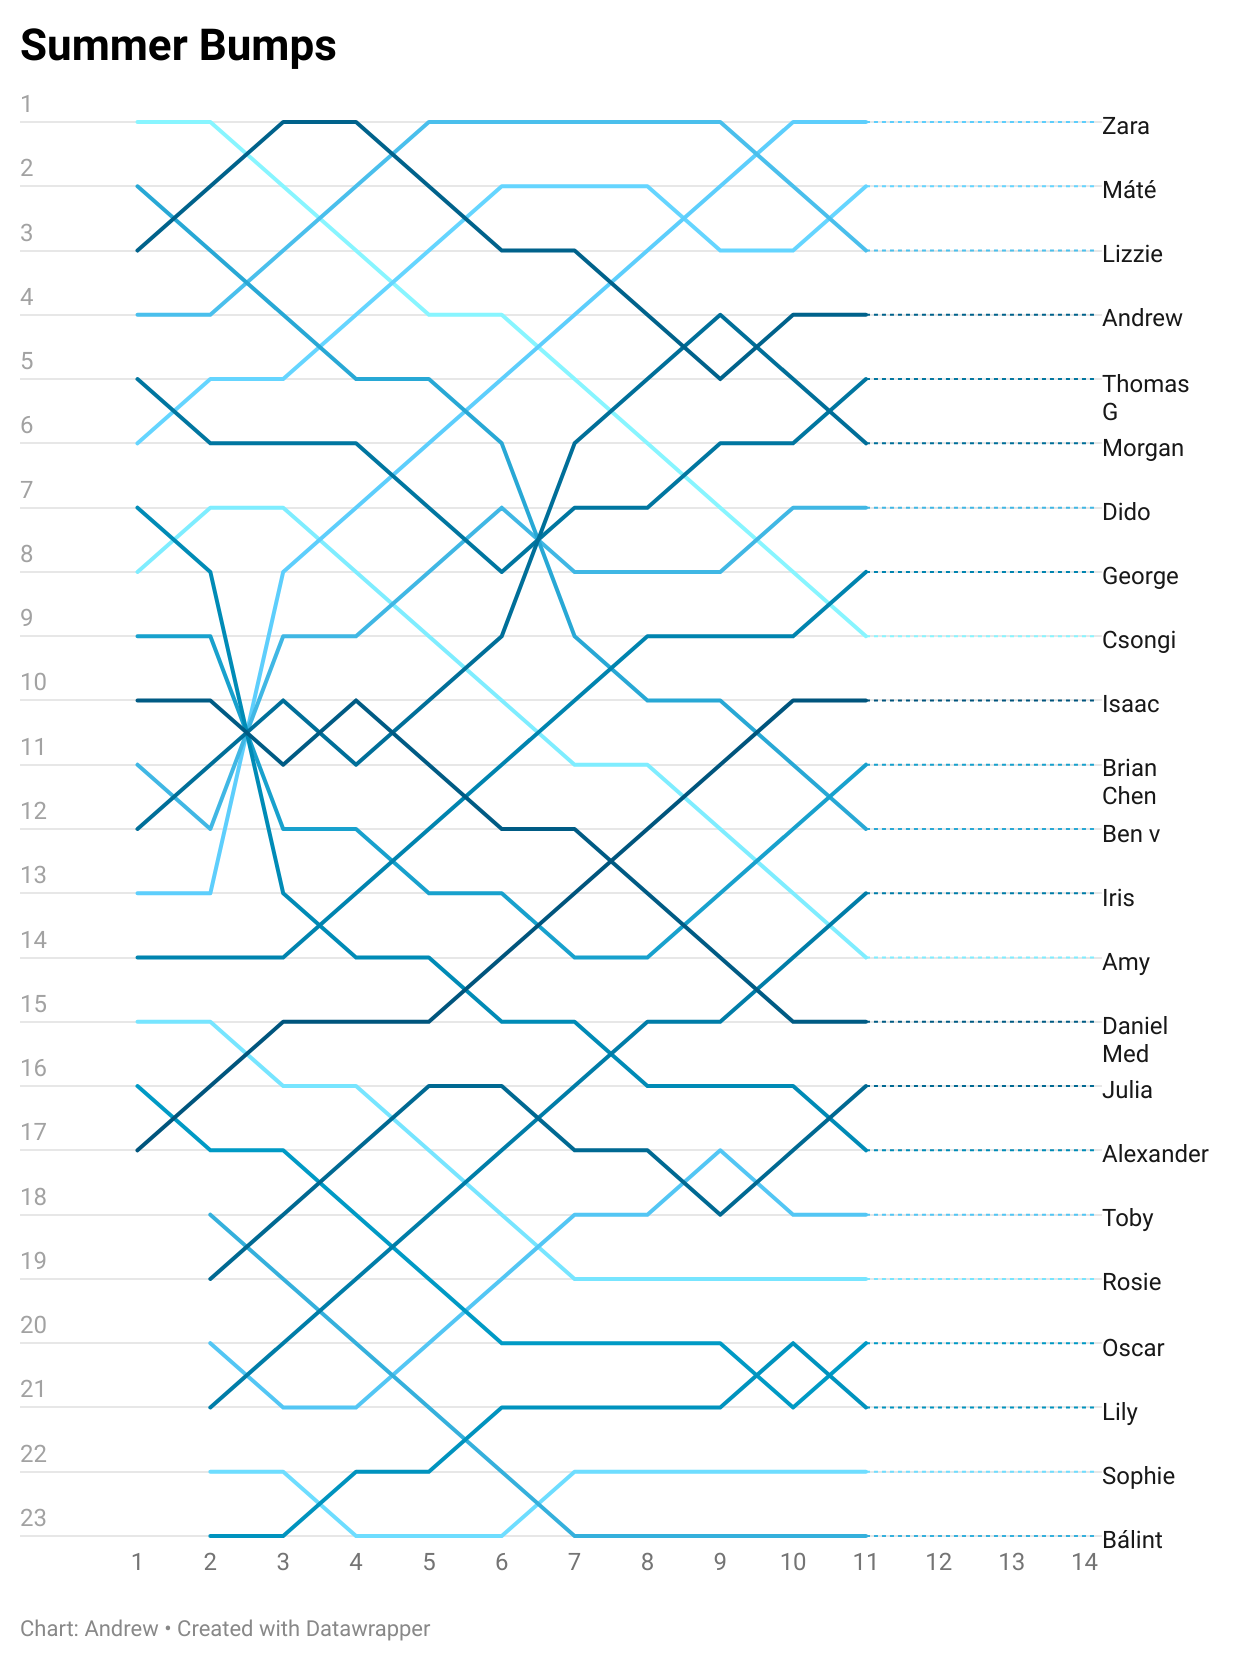 Summer Bumps
1
Zara
2
Máté
3
Lizzie
4
Andrew
5
Thomas
G
6
Morgan
7
Dido
8
George
9
Csongi
10
Isaac
11
Brian
Chen
12
Ben v
13
Iris
14
Amy
15
Daniel
Med
16
Julia
17
Alexander
18
Toby
19
Rosie
20
Oscar
21
Lily
22
Sophie
23
Bálint
1 2 3 4 5 6 7 8 9 10 11 12 13 14
Chart: Andrew • Created with Datawrapper